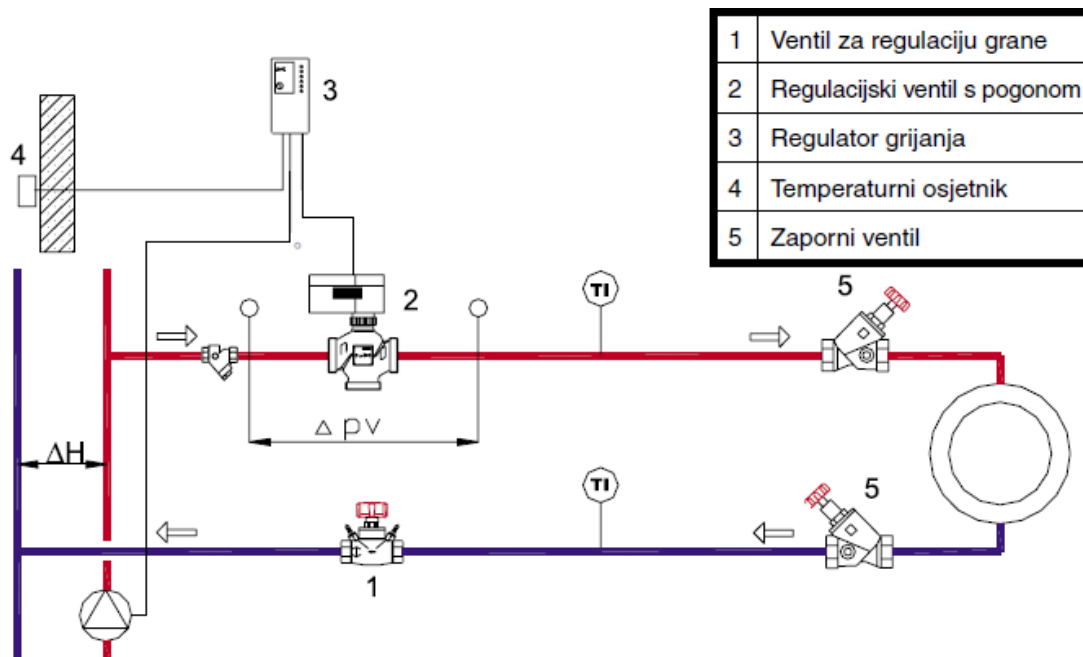 1 Ventil za regulaciju grane
2 Regulacijski ventil s pogonom
3 Regulator grijanja
4 Temperaturni osjetnik
5 Zaporni ventil
3
4
2
TI
5
Δ pv
ΔH
TI
5
1